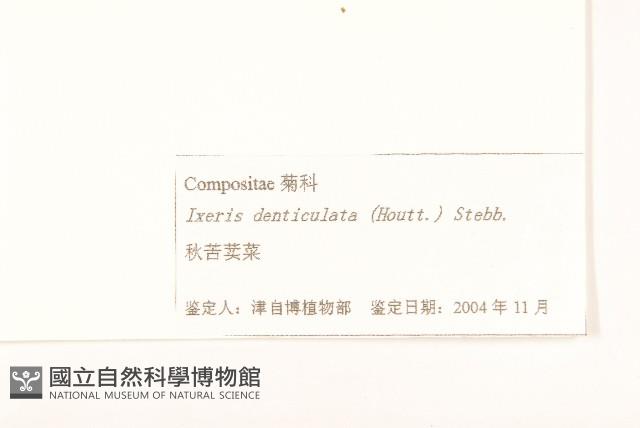 Compositae 菊科
Ixeris denticulata (Houtt.) Stebb.
秋苦荬菜
鉴定人：津自博植物部 鉴定日期：2004 年 11 月
國立自然科學博物館
NATIONAL MUSEUM OF NATURAL SCIENCE